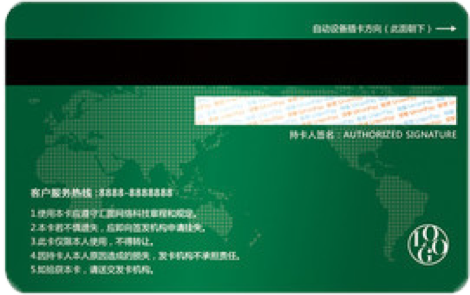 自动设备插卡方向（此面朝下）
持卡人签名：AUTHORIZED SIGNATURE
客户服务热线：8888-8888888
1.使用本卡应遵守汇圆网络科技章程和规定。
2.本卡若不慎遗失，应即向签发机构申请挂失。
3.此卡仅限本人使用，不得转让。
4.因持卡人本人原因造成的损失，发卡机构不承担责任。
5.如拾获本卡，请送交发卡机构。
LOGO